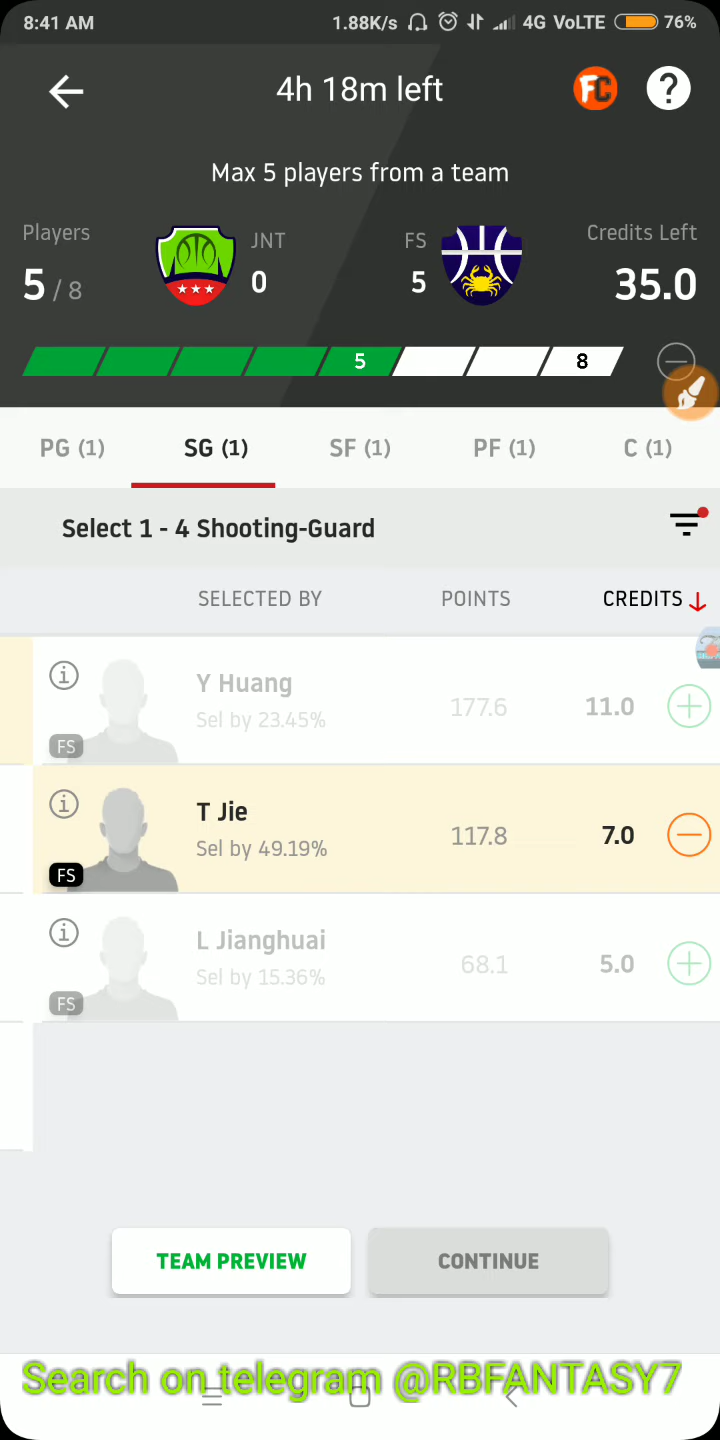 8:41 AM 1.88K/s 4G VoLTE 76%
4h 18m left FC ?
Max 5 players from a team
Players JNT FS Credits Left
5 / 8 0 5 35.0
5 8
PG (1) SG (1) SF (1) PF (1) C (1)
Select 1 - 4 Shooting-Guard
SELECTED BY POINTS CREDITS
Y Huang
Sel by 23.45% 177.6 11.0
FS
T Jie
Sel by 49.19% 117.8 7.0
FS
L Jianghuai
Sel by 15.36% 68.1 5.0
FS
TEAM PREVIEW CONTINUE
Search on telegram @RBFANTASY7